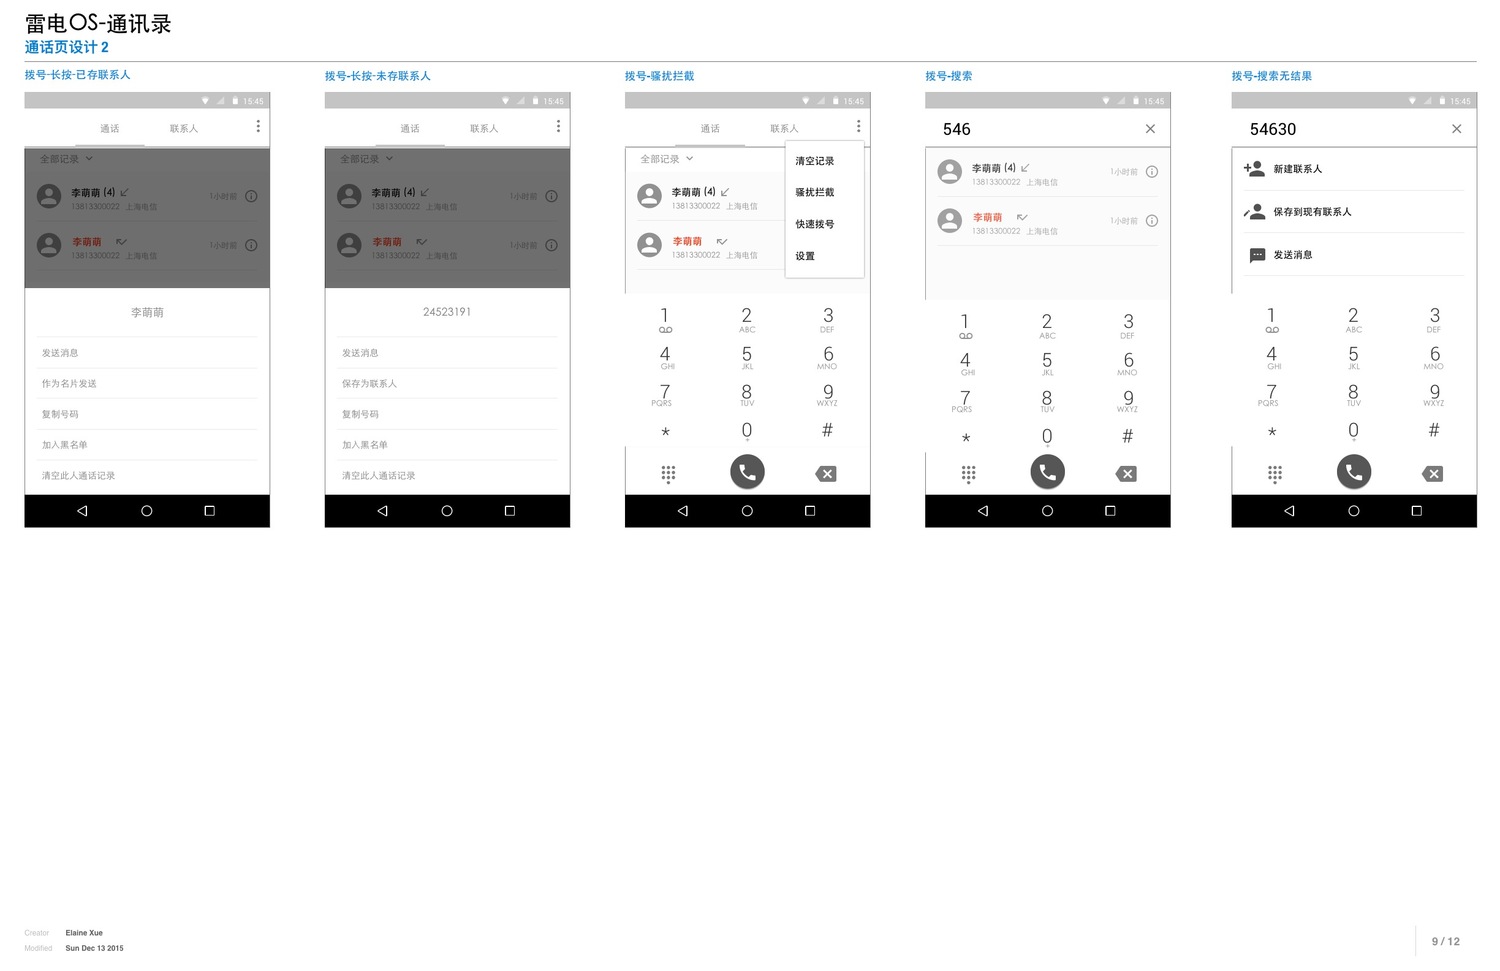 雷电OS-通讯录
通话页设计 2
拨号-长按-已存联系人
15:45
通话 联系人
全部记录
李萌萌 (4)
13813300022 上海电信
1小时前
李萌萌
13813300022 上海电信
1小时前
李萌萌
发送消息
作为名片发送
复制号码
加入黑名单
清空此人通话记录
拨号-长按-未存联系人
15:45
通话 联系人
全部记录
李萌萌 (4)
13813300022 上海电信
1小时前
李萌萌
13813300022 上海电信
1小时前
24523191
发送消息
保存为联系人
复制号码
加入黑名单
清空此人通话记录
拨号-骚扰拦截
15:45
通话 联系人
全部记录
李萌萌 (4)
13813300022 上海电信
李萌萌
13813300022 上海电信
清空记录
骚扰拦截
快速拨号
设置
1 2 3
ABC DEF
4 5 6
GHI JKL MNO
7 8 9
PQRS TUV WXYZ
* 0 #
+
拨号-搜索
15:45
546
李萌萌 (4)
13813300022 上海电信
1小时前
李萌萌
13813300022 上海电信
1小时前
1 2 3
ABC DEF
4 5 6
GHI JKL MNO
7 8 9
PQRS TUV WXYZ
* 0 #
+
拨号-搜索无结果
15:45
54630
新建联系人
保存到现有联系人
发送消息
1 2 3
ABC DEF
4 5 6
GHI JKL MNO
7 8 9
PQRS TUV WXYZ
* 0 #
+
Creator Elaine Xue
Modified Sun Dec 13 2015
9 / 12